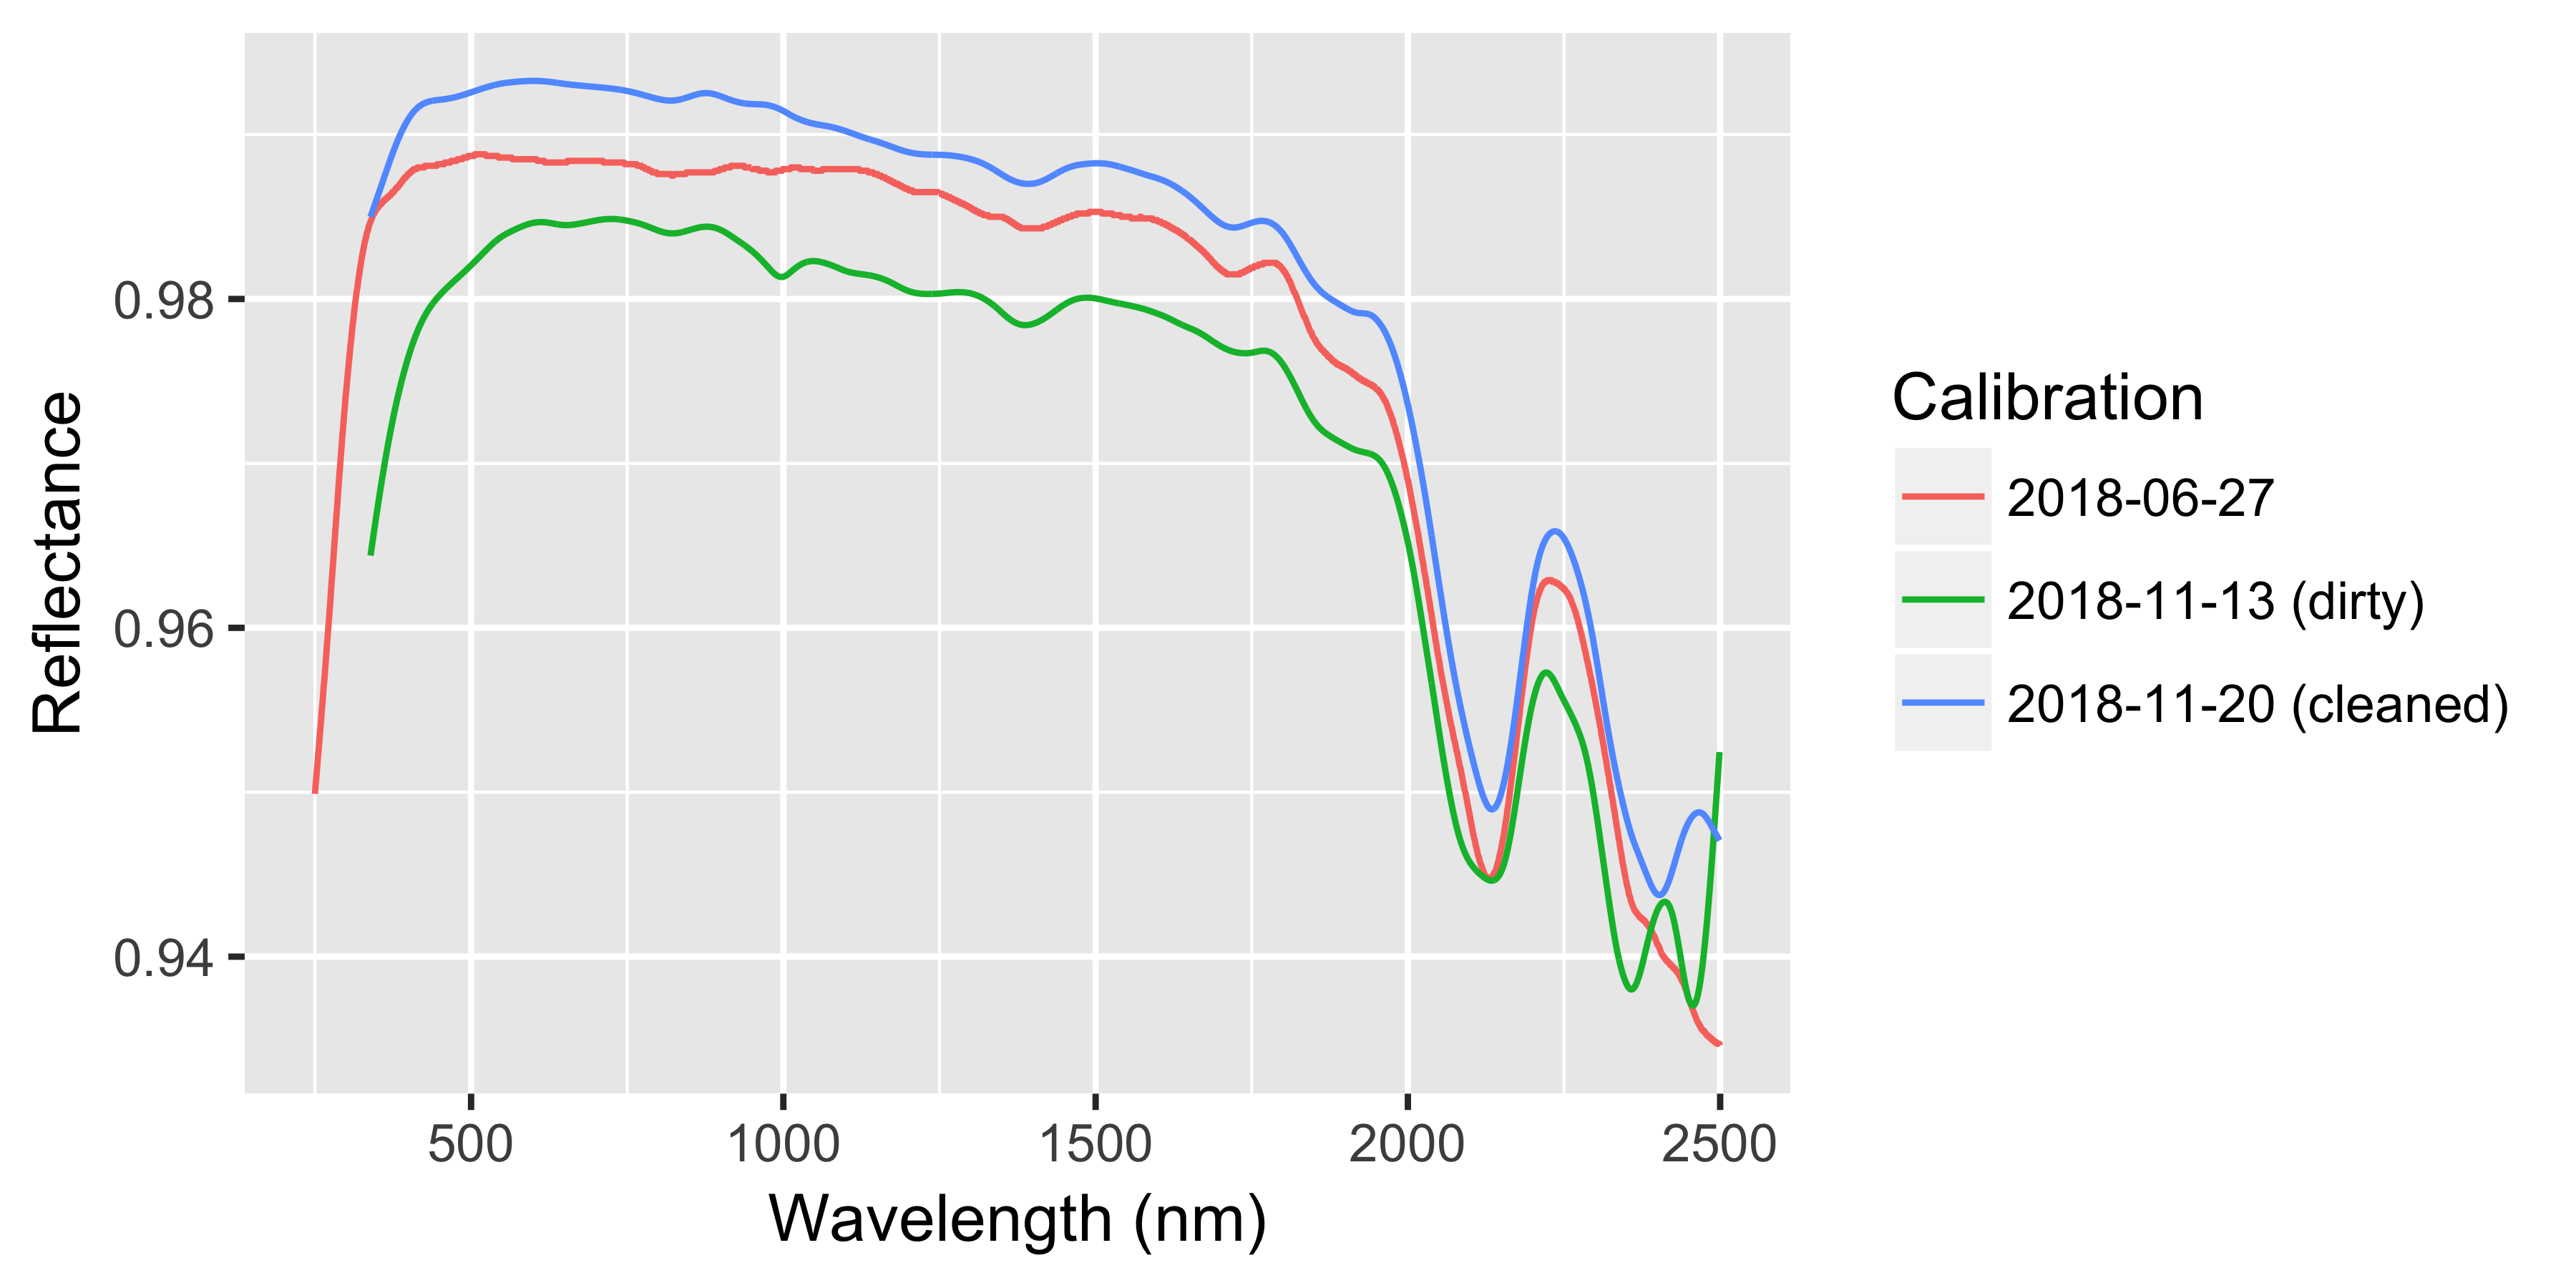 Reflectance
0.98
0.96
0.94
500 1000 1500 2000 2500
Wavelength (nm)
Calibration
2018-06-27
2018-11-13 (dirty)
2018-11-20 (cleaned)